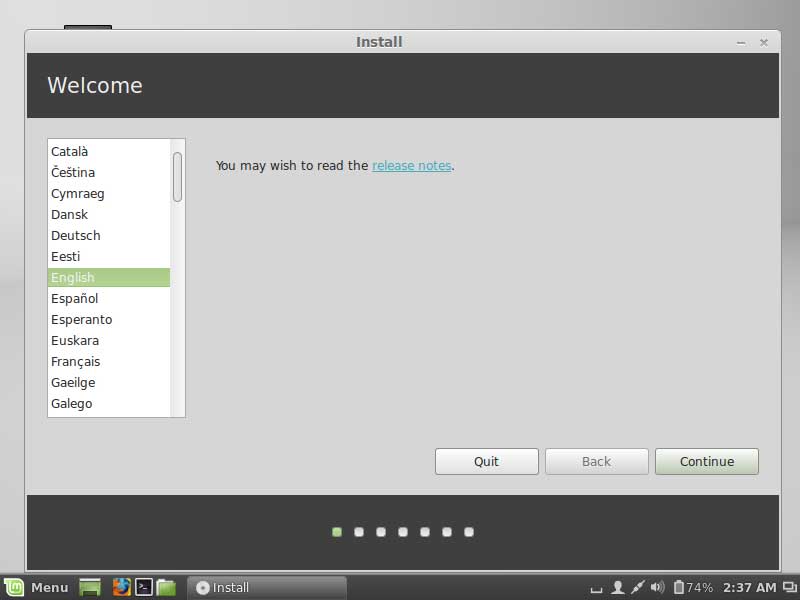 Install
Welcome
Català
Čeština
Cymraeg
Dansk
Deutsch
Eesti
English
Español
Esperanto
Euskara
Français
Gaeilge
Galego
You may wish to read the release notes.
Quit
Back
Continue
Menu
Install
74%
2:37 AM